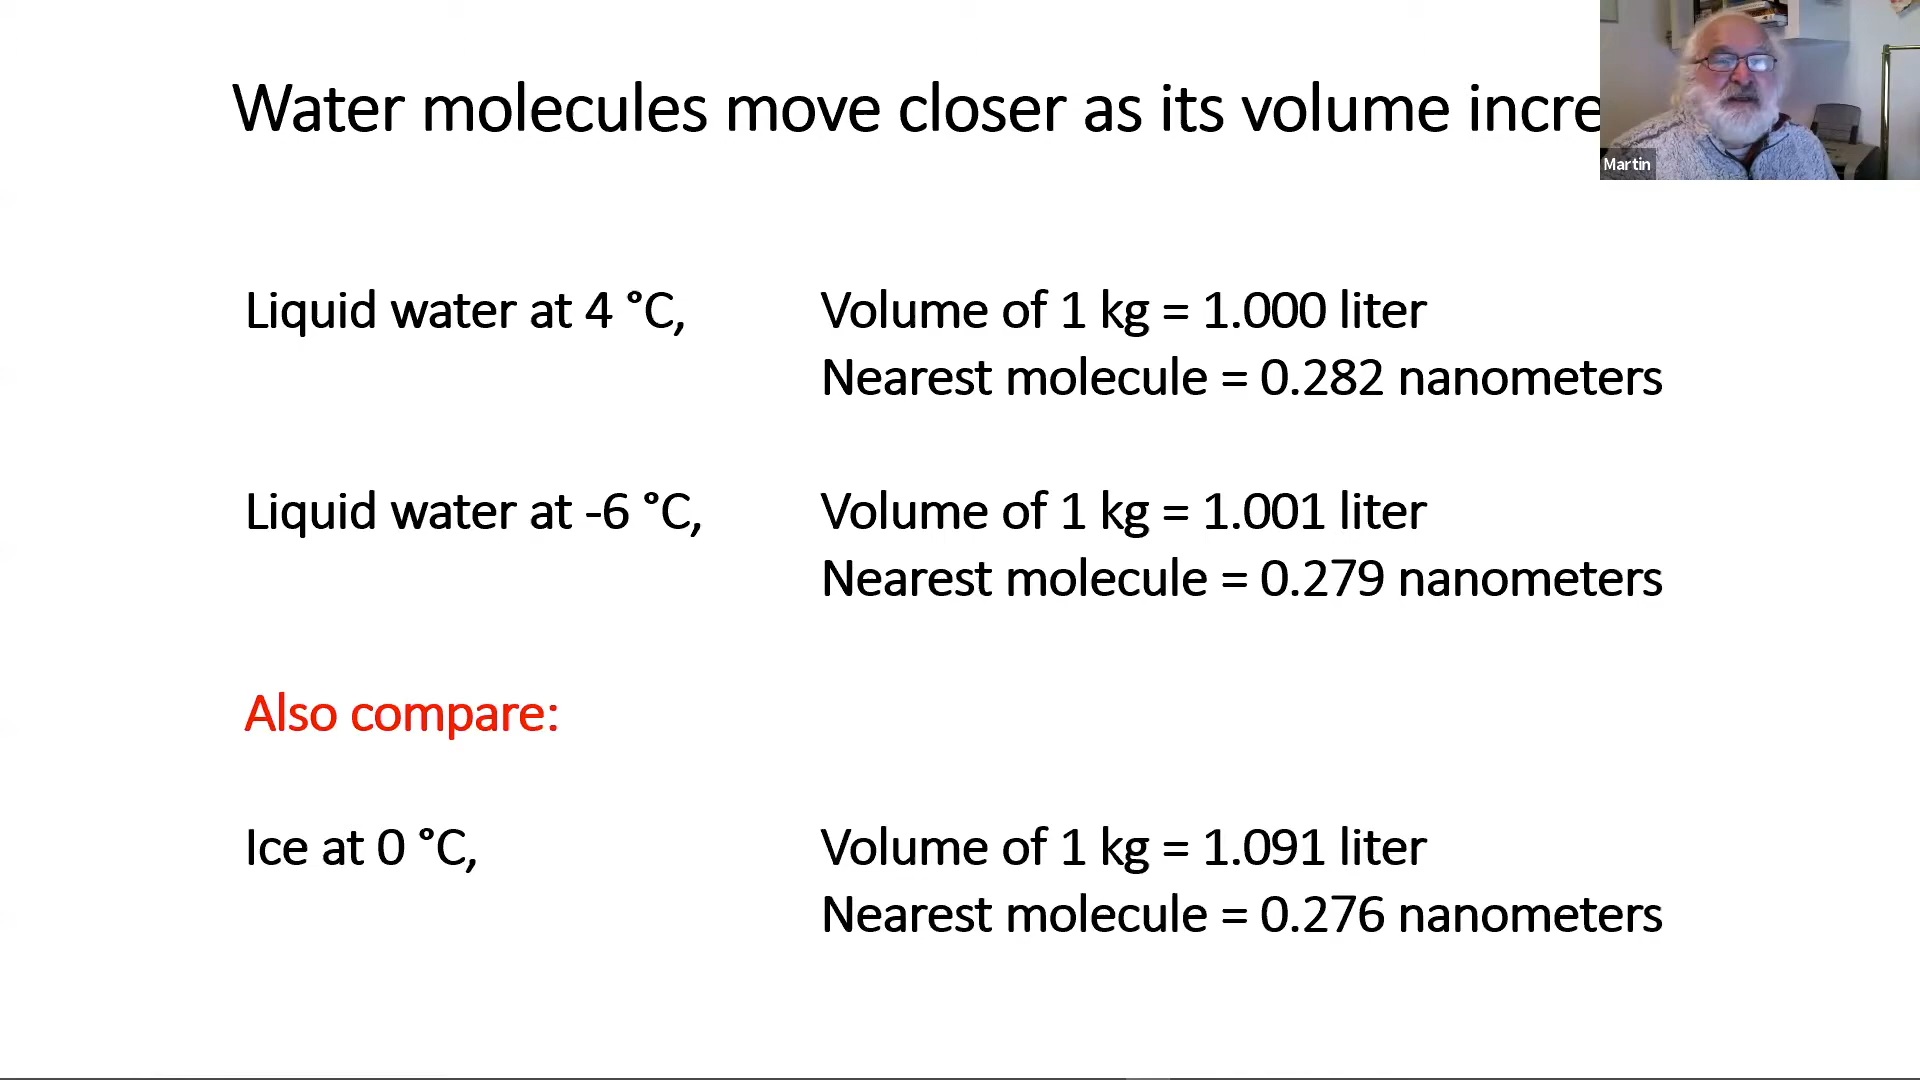 Water molecules move closer as its volume incre
Martin
Liquid water at 4 °C, Volume of 1 kg = 1.000 liter
Nearest molecule = 0.282 nanometers
Liquid water at -6 °C, Volume of 1 kg = 1.001 liter
Nearest molecule = 0.279 nanometers
Also compare:
Ice at 0 °C, Volume of 1 kg = 1.091 liter
Nearest molecule = 0.276 nanometers